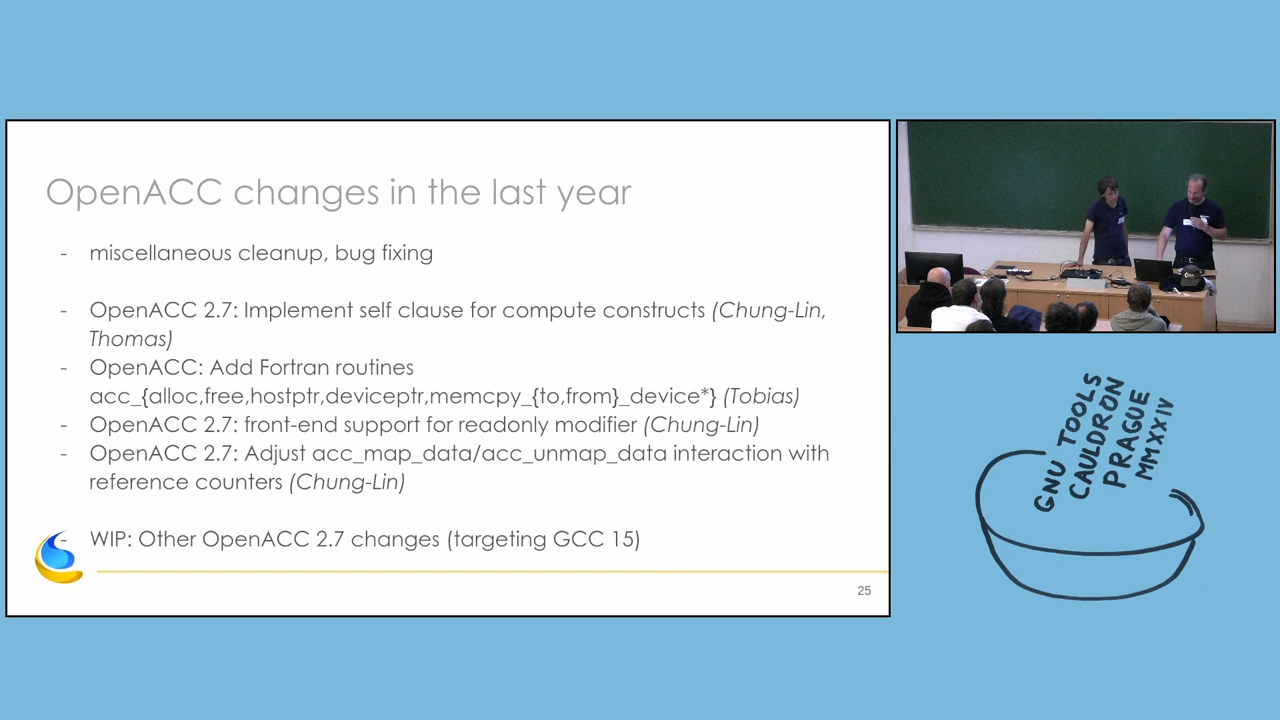 OpenACC changes in the last year
- miscellaneous cleanup, bug fixing
- OpenACC 2.7: Implement self clause for compute constructs (Chung-Lin,
Thomas)
- OpenACC: Add Fortran routines
acc_{alloc,free,hostptr,deviceptr,memcpy_{to,from}_device*} (Tobias)
- OpenACC 2.7: front-end support for readonly modifier (Chung-Lin)
- OpenACC 2.7: Adjust acc_map_data/acc_unmap_data interaction with
reference counters (Chung-Lin)
- WIP: Other OpenACC 2.7 changes (targeting GCC 15)
25
GNU TOOLS
CAULDRON
PRAGUE
MMXXIV